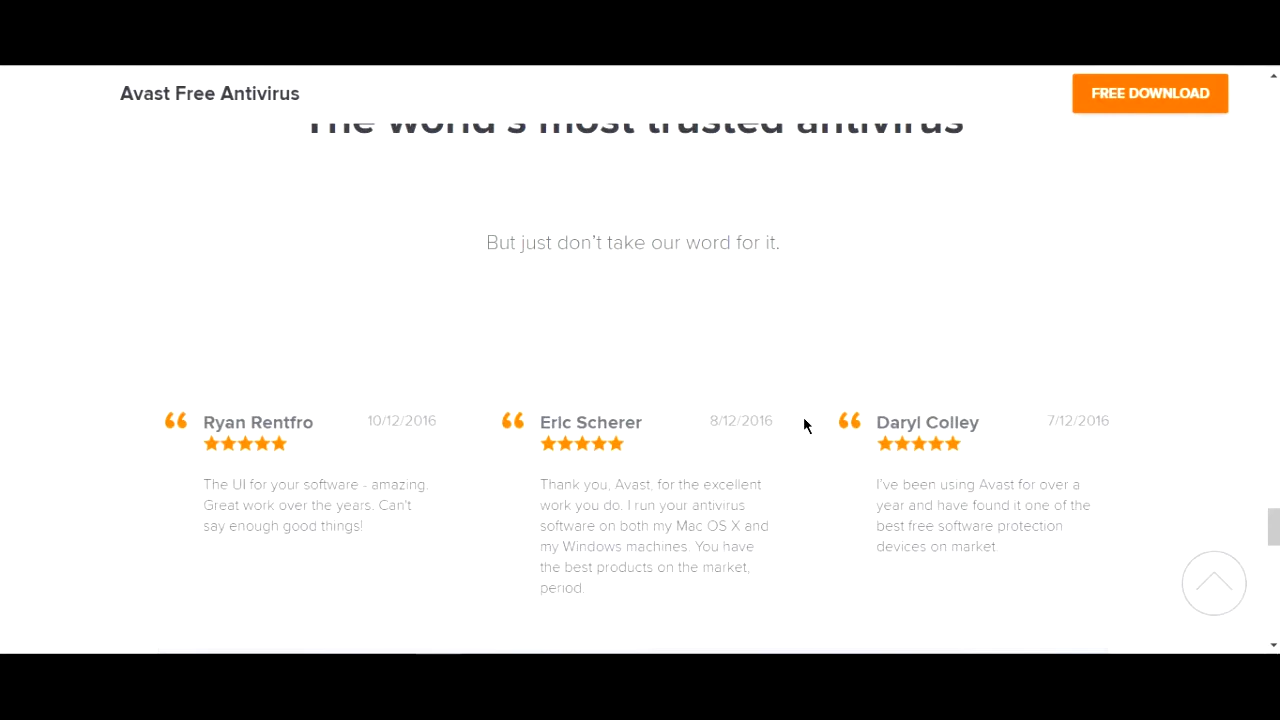 Avast Free Antivirus
FREE DOWNLOAD
The world's most trusted antivirus
But just don't take our word for it.
Ryan Rentfro
10/12/2016
The UI for your software - amazing.
Great work over the years. Can't
say enough good things!
Eric Scherer
8/12/2016
Thank you, Avast, for the excellent
work you do. I run your antivirus
software on both my Mac OS X and
my Windows machines. You have
the best products on the market,
period.
Daryl Colley
7/12/2016
I've been using Avast for over a
year and have found it one of the
best free software protection
devices on market